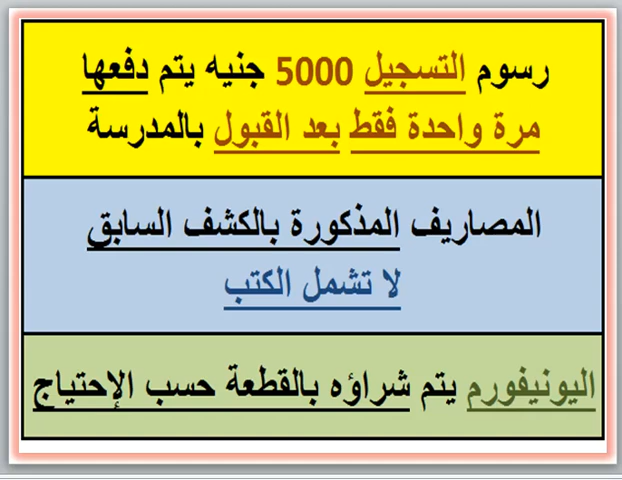 رسوم التسجيل 5000 جنيه يتم دفعها
مرة واحدة فقط بعد القبول بالمدرسة
المصاريف المذكورة بالكشف السابق
لا تشمل الكتب
اليونيفورم يتم شراؤه بالقطعة حسب الإحتياج